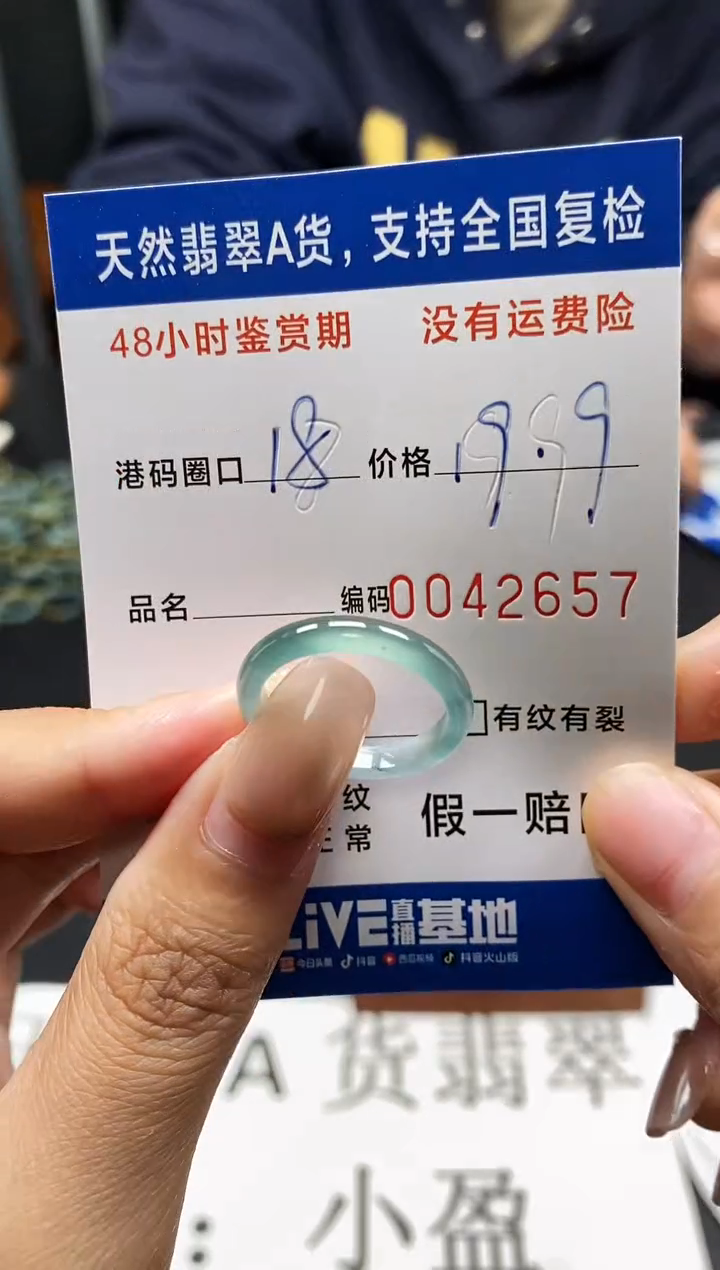 天然翡翠A货，支持全国复检
48小时鉴赏期 没有运费险
港码圈口 18 价格 19.9
品名 编码 0042657
有纹有裂
纹
常 假一赔
LiVE直播基地
今日头条 抖音 西瓜视频 抖音火山版
A 货翡翠
： 小盈